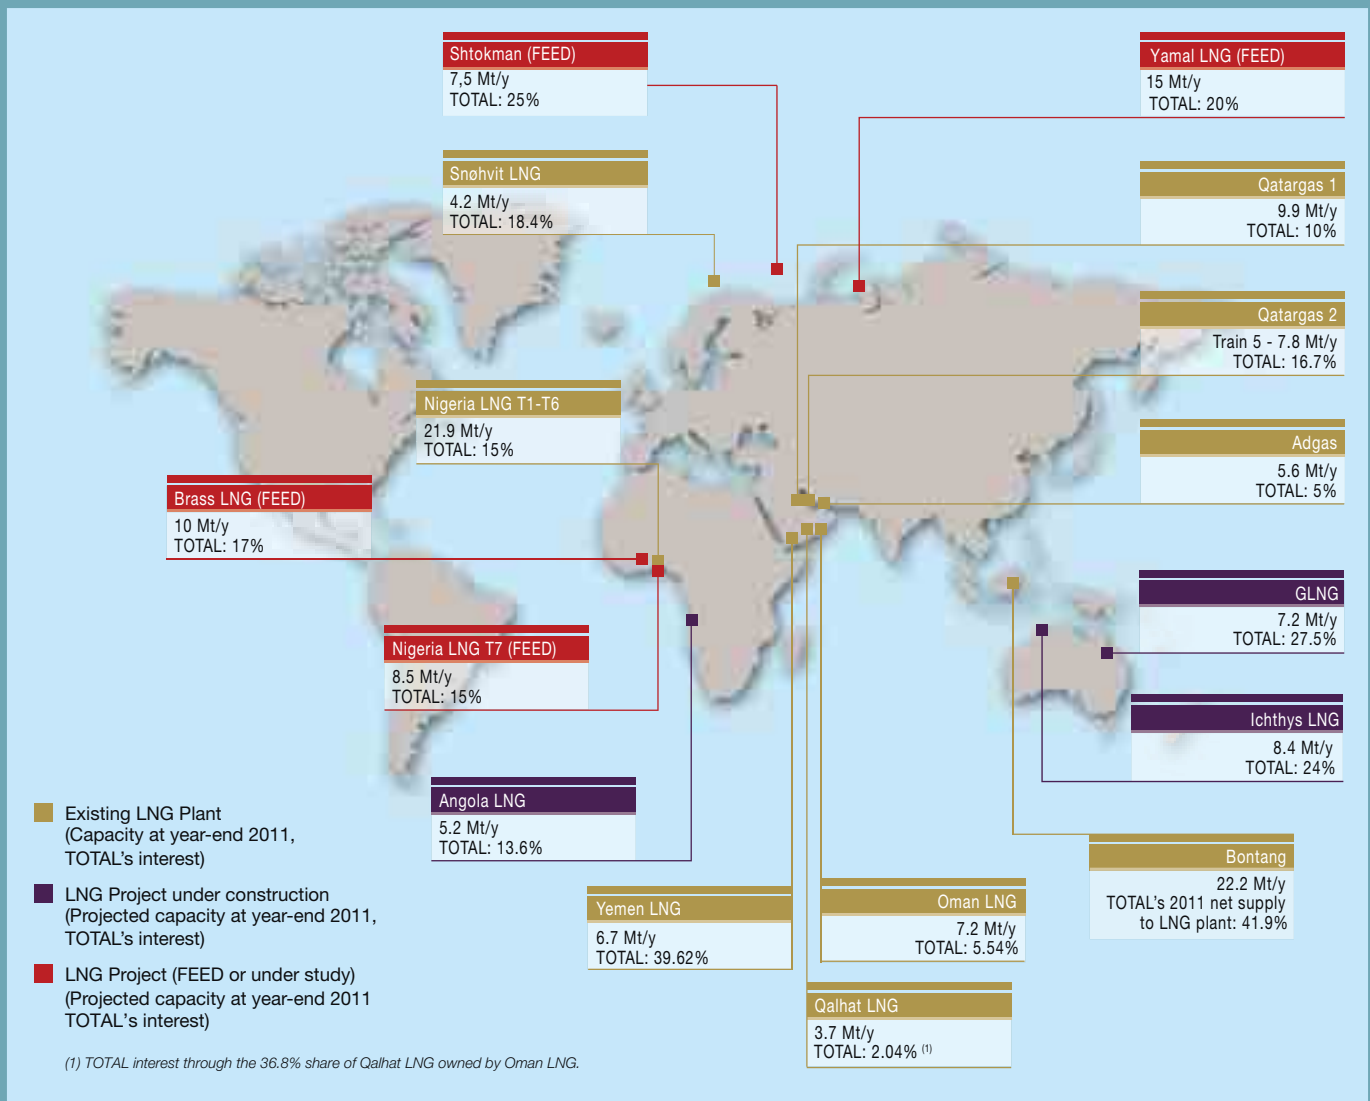 Shtokman (FEED)
7,5 Mt/y
TOTAL: 25%
Yamal LNG (FEED)
15 Mt/y
TOTAL: 20%
Snøhvit LNG
4.2 Mt/y
TOTAL: 18.4%
Qatargas 1
9.9 Mt/y
TOTAL: 10%
Qatargas 2
Train 5 - 7.8 Mt/y
TOTAL: 16.7%
Nigeria LNG T1-T6
21.9 Mt/y
TOTAL: 15%
Adgas
5.6 Mt/y
TOTAL: 5%
Brass LNG (FEED)
10 Mt/y
TOTAL: 17%
GLNG
7.2 Mt/y
TOTAL: 27.5%
Nigeria LNG T7 (FEED)
8.5 Mt/y
TOTAL: 15%
Ichthys LNG
8.4 Mt/y
TOTAL: 24%
Angola LNG
5.2 Mt/y
TOTAL: 13.6%
Bontang
22.2 Mt/y
TOTAL's 2011 net supply
to LNG plant: 41.9%
Yemen LNG
6.7 Mt/y
TOTAL: 39.62%
Oman LNG
7.2 Mt/y
TOTAL: 5.54%
Qalhat LNG
3.7 Mt/y
TOTAL: 2.04% (1)
Existing LNG Plant
(Capacity at year-end 2011,
TOTAL's interest)
LNG Project under construction
(Projected capacity at year-end 2011,
TOTAL's interest)
LNG Project (FEED or under study)
(Projected capacity at year-end 2011
TOTAL's interest)
(1) TOTAL interest through the 36.8% share of Qalhat LNG owned by Oman LNG.